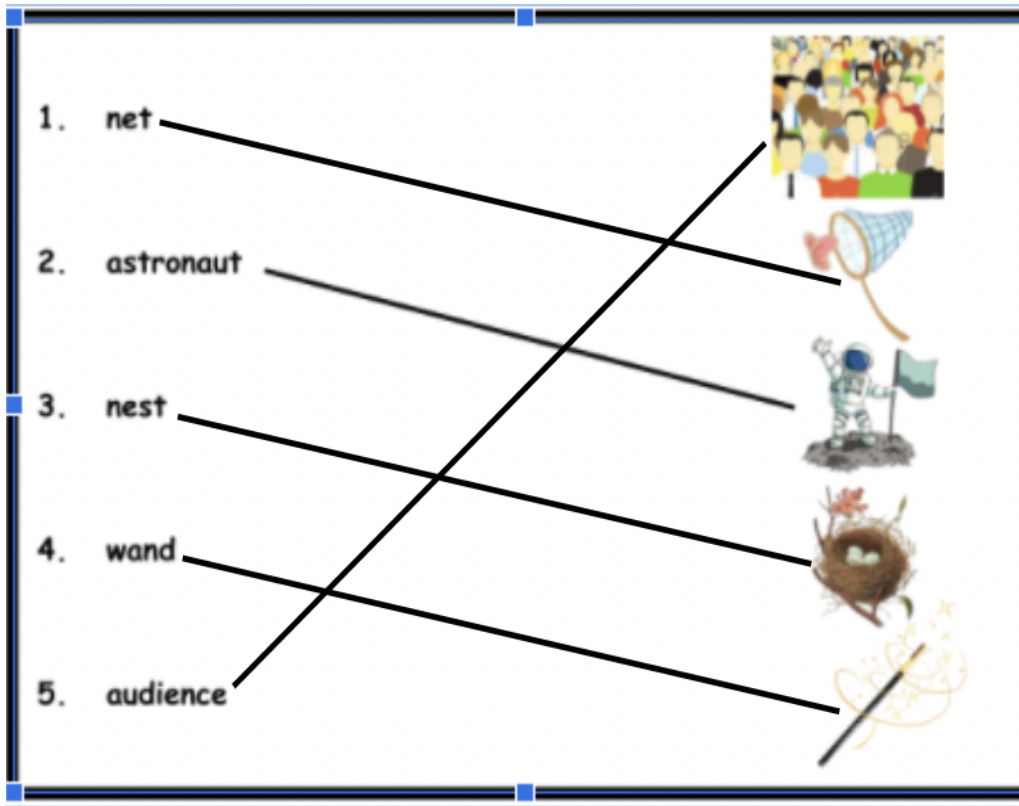 1. net
2. astronaut
3. nest
4. wand
5. audience